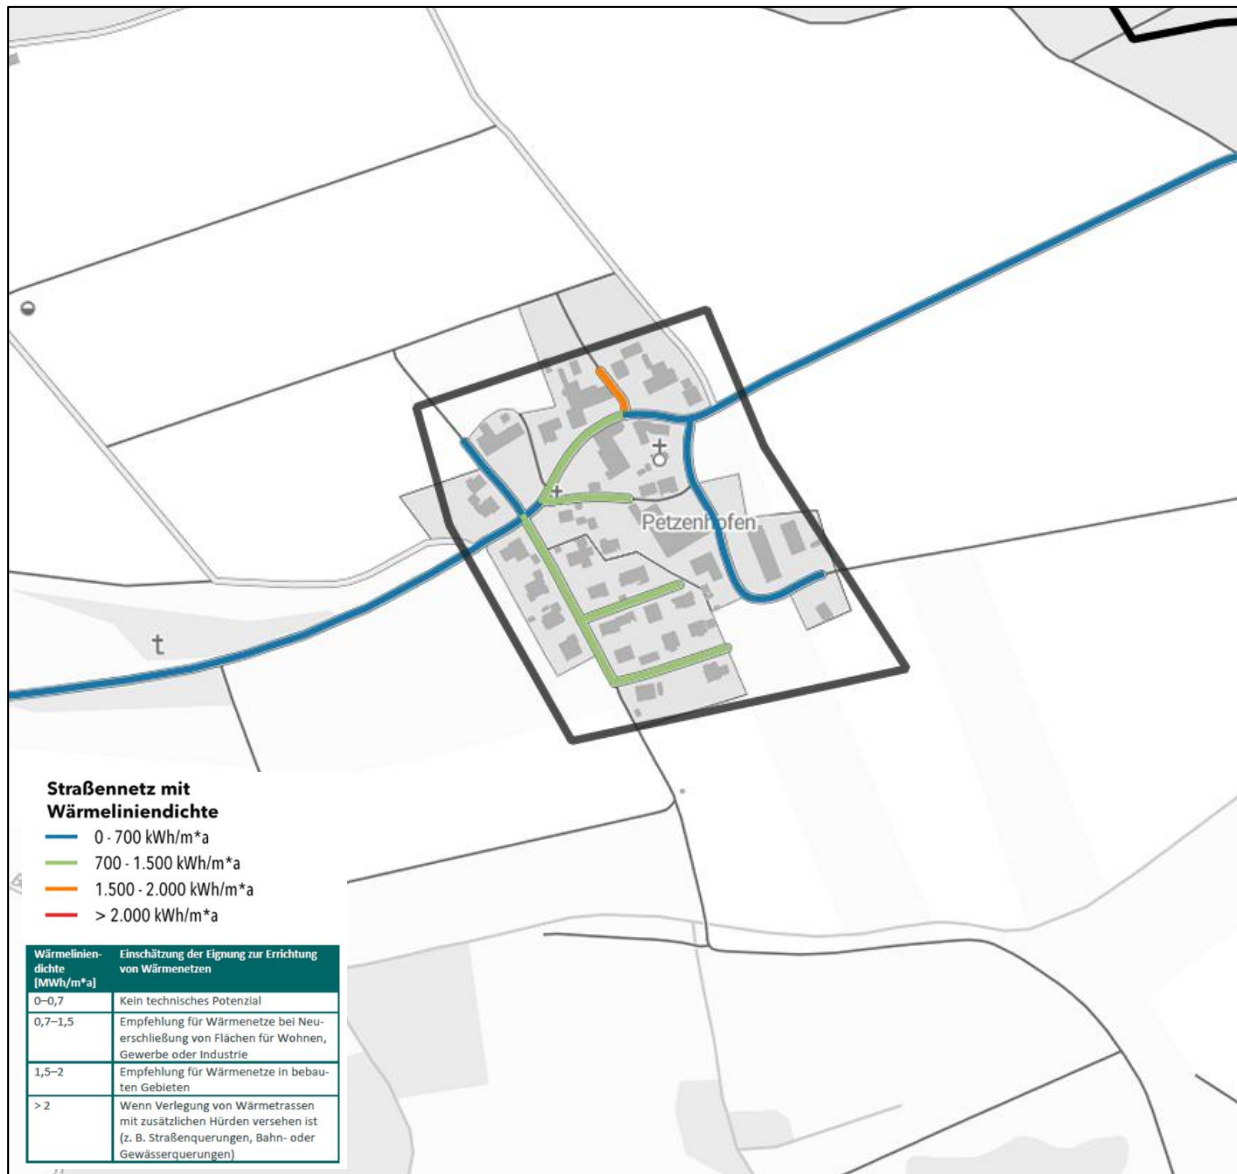 Petzenhofen
Straßennetz mit
Wärmeliniendichte
0 - 700 kWh/m*a
700 - 1.500 kWh/m*a
1.500 - 2.000 kWh/m*a
> 2.000 kWh/m*a
Wärmelinien-
dichte
[MWh/m*a]
Einschätzung der Eignung zur Errichtung
von Wärmenetzen
0–0,7
Kein technisches Potenzial
0,7–1,5
Empfehlung für Wärmenetze bei Neu-
erschließung von Flächen für Wohnen,
Gewerbe oder Industrie
1,5–2
Empfehlung für Wärmenetze in bebau-
ten Gebieten
> 2
Wenn Verlegung von Wärmetrassen
mit zusätzlichen Hürden versehen ist
(z. B. Straßenquerungen, Bahn- oder
Gewässerquerungen)